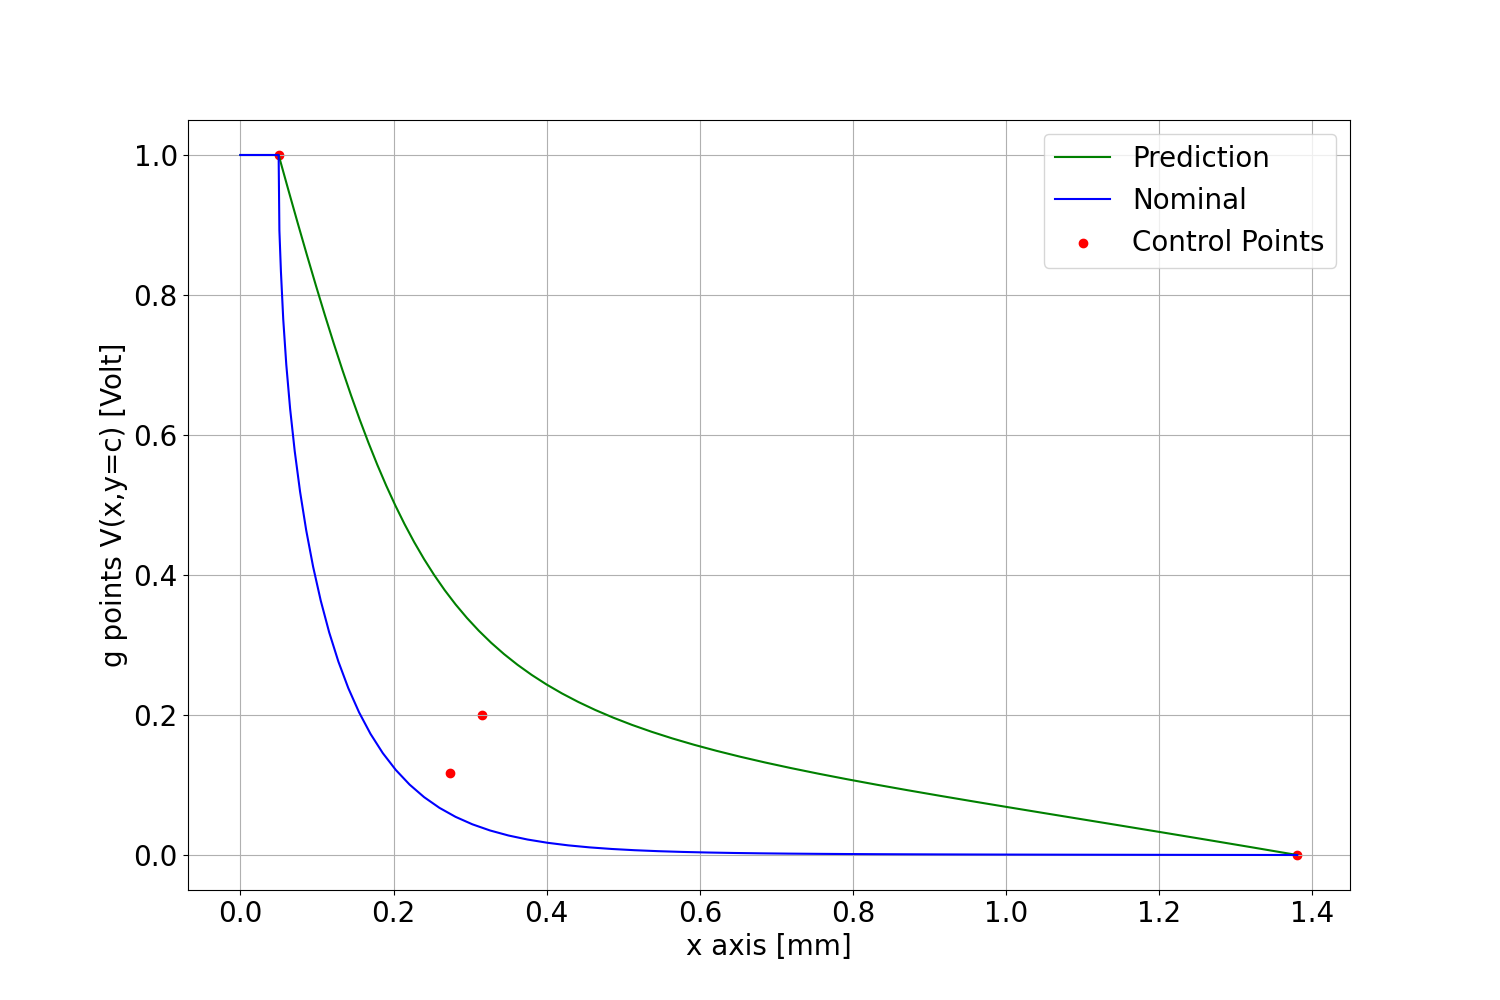 Prediction
Nominal
Control Points
g points V(x,y=c) [Volt]
1.0
0.8
0.6
0.4
0.2
0.0
0.0 0.2 0.4 0.6 0.8 1.0 1.2 1.4
x axis [mm]